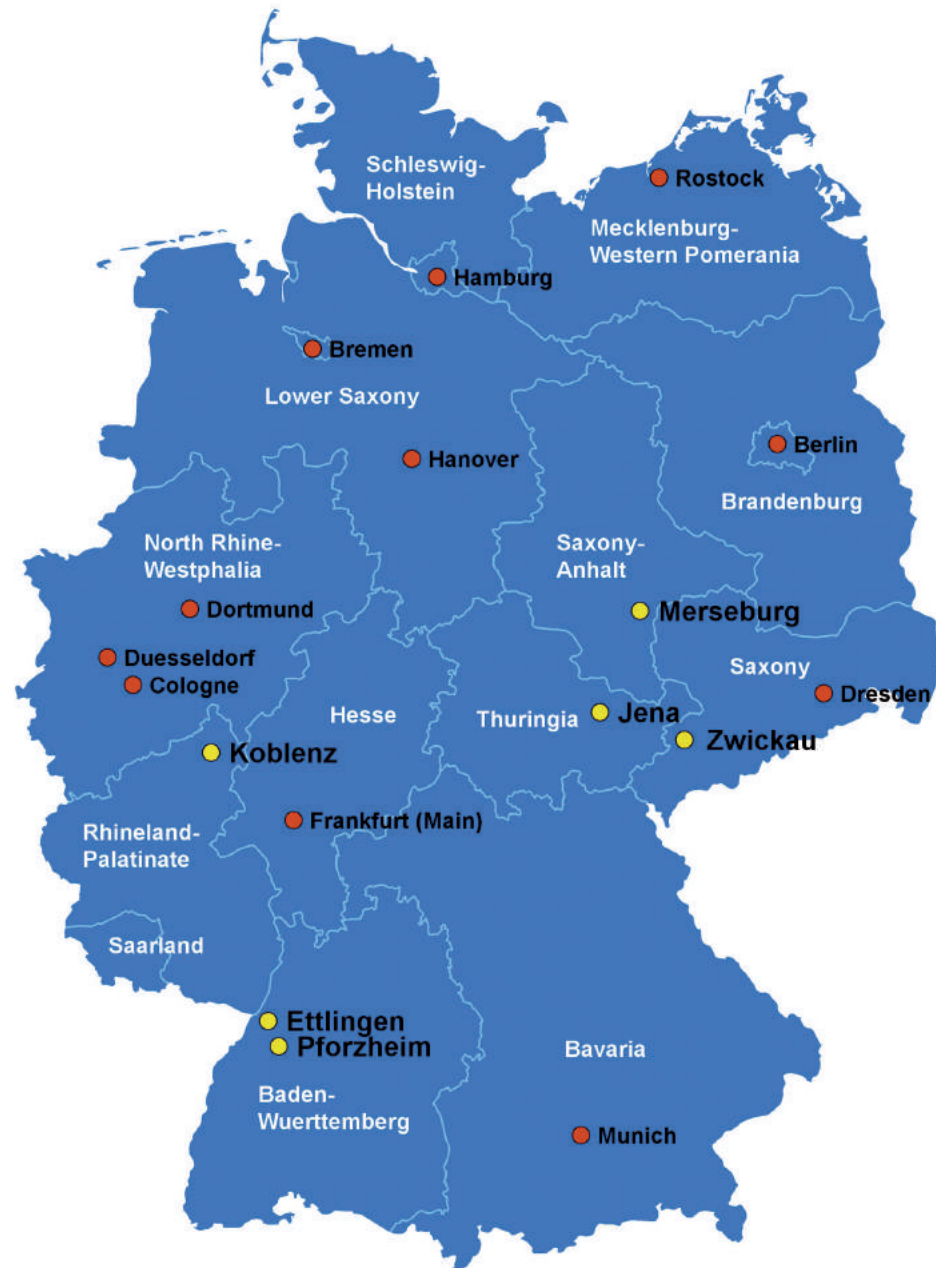 Schleswig-
Holstein
Rostock
Mecklenburg-
Western Pomerania
Hamburg
Bremen
Lower Saxony
Hanover
Berlin
Brandenburg
North Rhine-
Westphalia
Saxony-
Anhalt
Dortmund
Merseburg
Duesseldorf
Cologne
Saxony
Dresden
Hesse
Thuringia
Jena
Zwickau
Koblenz
Frankfurt (Main)
Rhineland-
Palatinate
Saarland
Ettlingen
Pforzheim
Bavaria
Baden-
Wuerttemberg
Munich